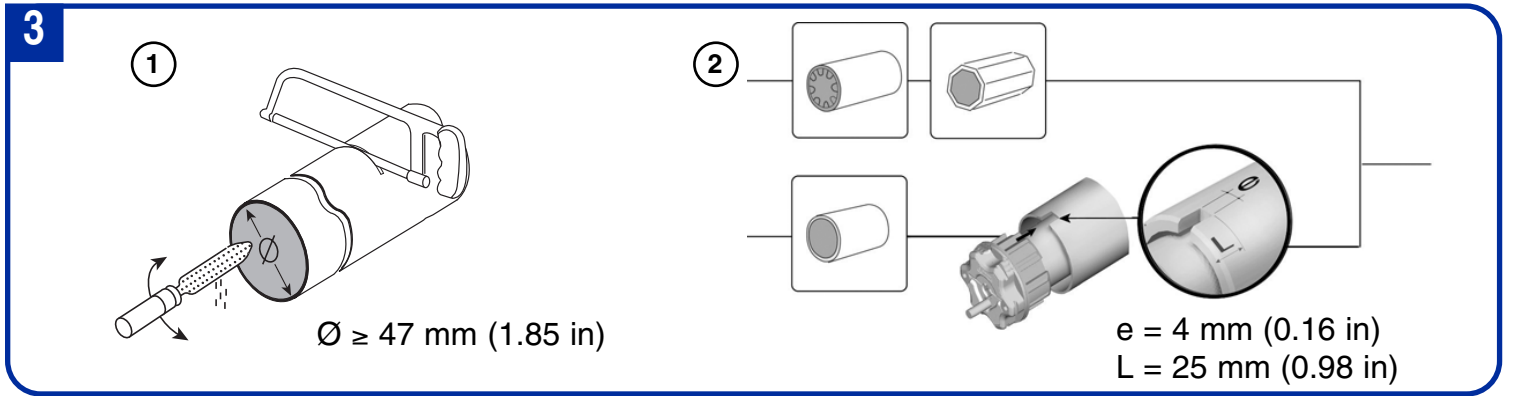 3
1
Ø
Ø ≥ 47 mm (1.85 in)
2
e
L
e = 4 mm (0.16 in)
L = 25 mm (0.98 in)